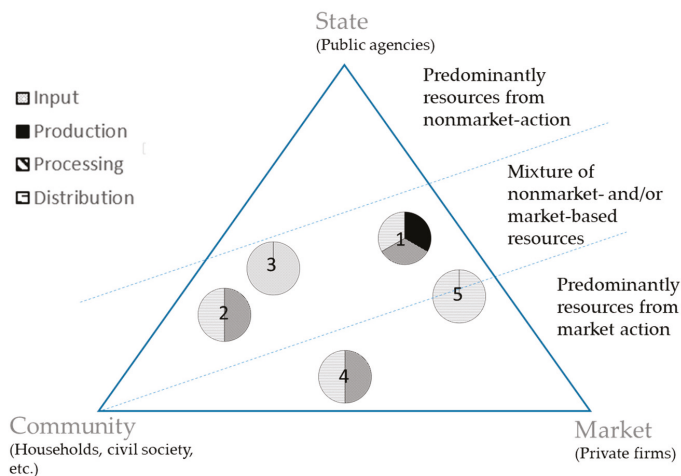 State
(Public agencies)
Predominantly
resources from
nonmarket-action
Input
Production
Processing
Distribution
Mixture of
nonmarket- and/or
market-based
resources
1
3
5
2
Predominantly
resources from
market action
4
Community
(Households, civil society,
etc.)
Market
(Private firms)